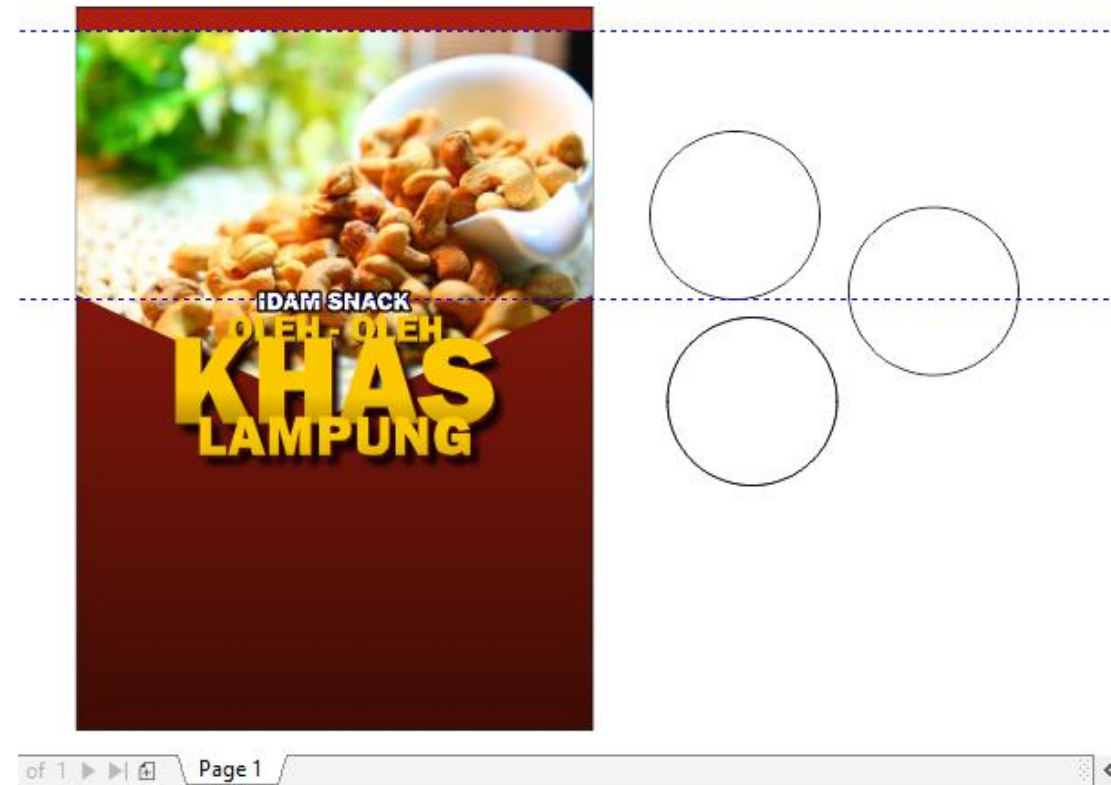 iDAM SNACK
OLEH - OLEH
KHAS
LAMPUNG
of 1
Page 1